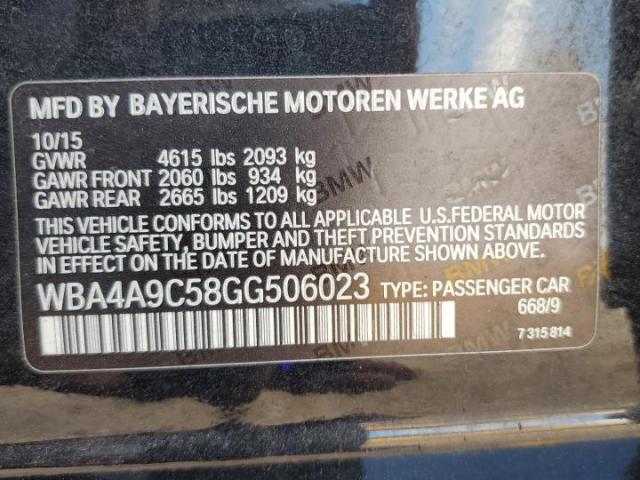 MFD BY BAYERISCHE MOTOREN WERKE AG
10/15
GVWR 4615 lbs 2093 kg
GAWR FRONT 2060 lbs 934 kg
GAWR REAR 2665 lbs 1209 kg
THIS VEHICLE CONFORMS TO ALL APPLICABLE U.S.FEDERAL MOTOR
VEHICLE SAFETY, BUMPER AND THEFT PREVENTION STANDARDS
IN EFFECT ON THE DATE OF MANUFACTURE SHOWN ABOVE.
WBA4A9C58GG506023 TYPE: PASSENGER CAR
668/9
7 315 814